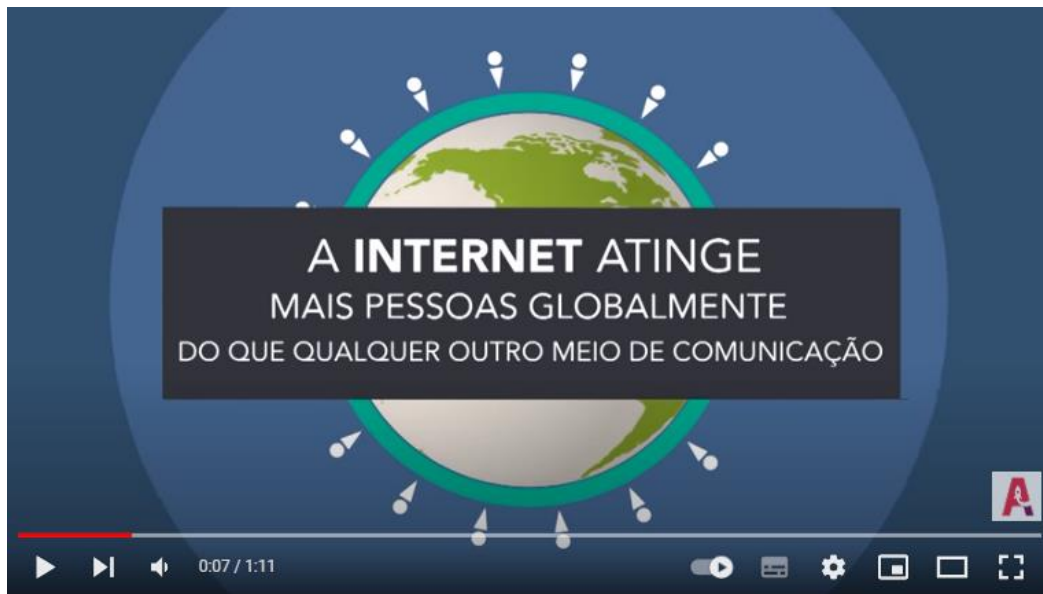 A INTERNET ATINGE
MAIS PESSOAS GLOBALMENTE
DO QUE QUALQUER OUTRO MEIO DE COMUNICAÇÃO
A
0:07 / 1:11